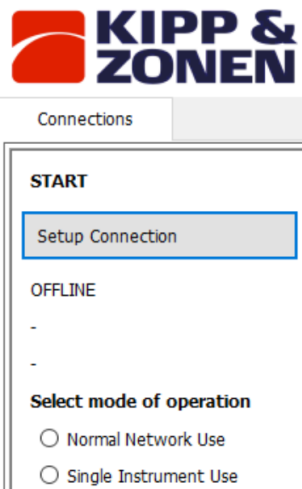 KIPP &
ZONEN
Connections
START
Setup Connection
OFFLINE
-
-
Select mode of operation
Normal Network Use
Single Instrument Use